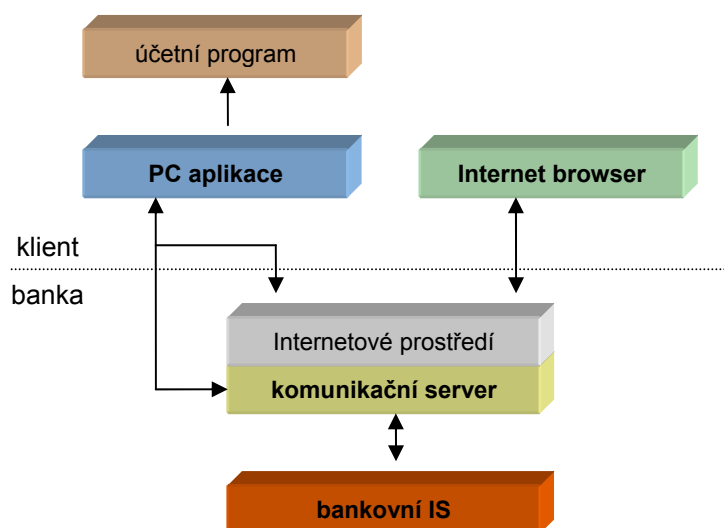 účetní program
PC aplikace
Internet browser
klient
banka
Internetové prostředí
komunikační server
bankovní IS